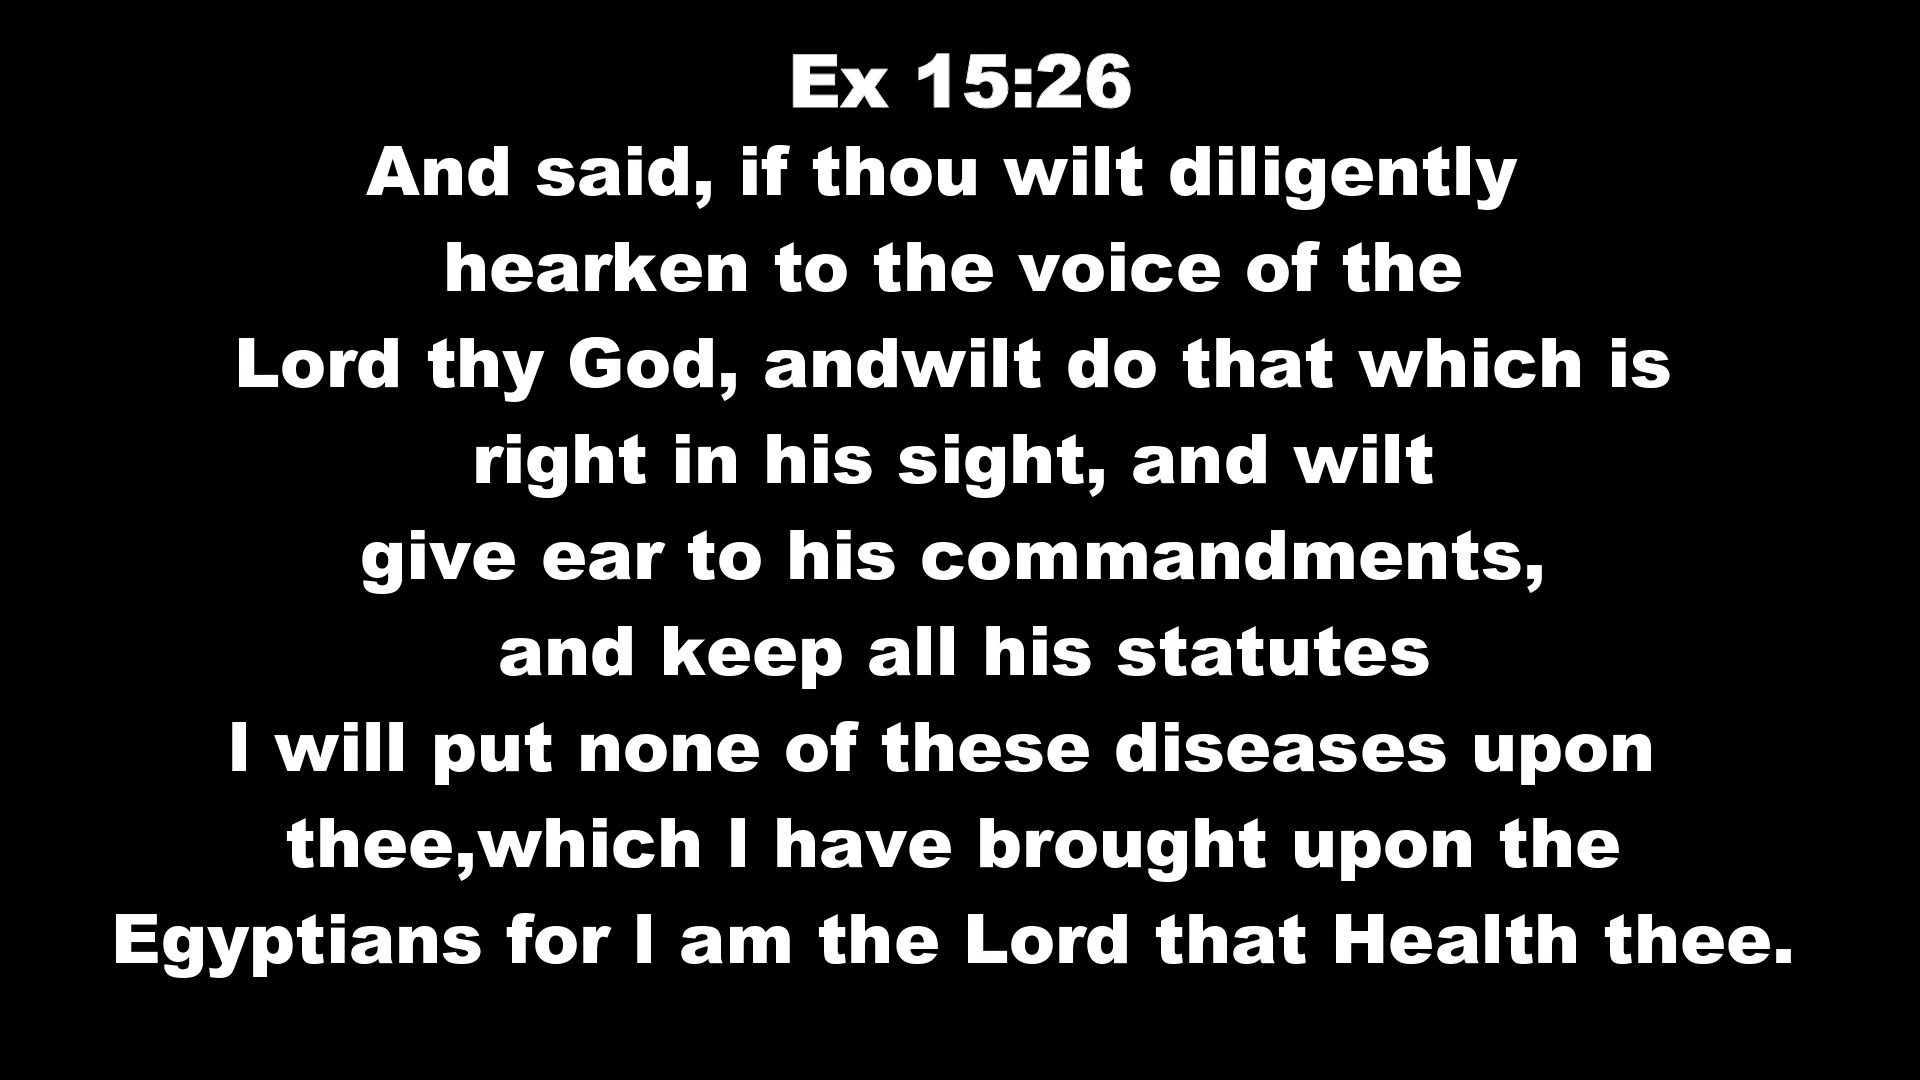 Ex 15:26
And said, if thou wilt diligently
hearken to the voice of the
Lord thy God, andwilt do that which is
right in his sight, and wilt
give ear to his commandments,
and keep all his statutes
I will put none of these diseases upon
thee,which I have brought upon the
Egyptians for I am the Lord that Health thee.